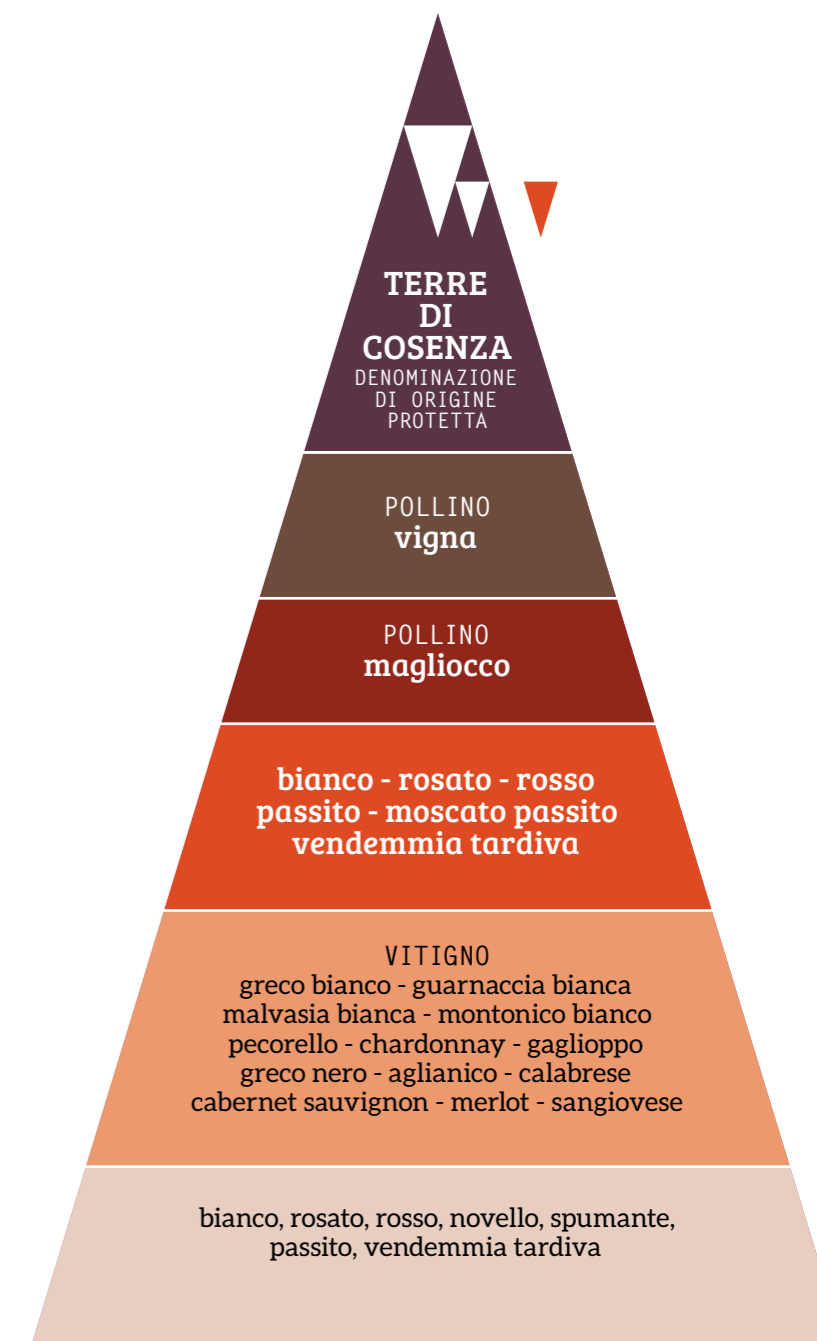 TERRE
DI
COSENZA
DENOMINAZIONE
DI ORIGINE
PROTETTA
POLLINO
vigna
POLLINO
magliocco
bianco - rosato - rosso
passito - moscato passito
vendemmia tardiva
VITIGNO
greco bianco - guarnaccia bianca
malvasia bianca - montonico bianco
pecorello - chardonnay - gaglioppo
greco nero - aglianico - calabrese
cabernet sauvignon - merlot - sangiovese
bianco, rosato, rosso, novello, spumante,
passito, vendemmia tardiva